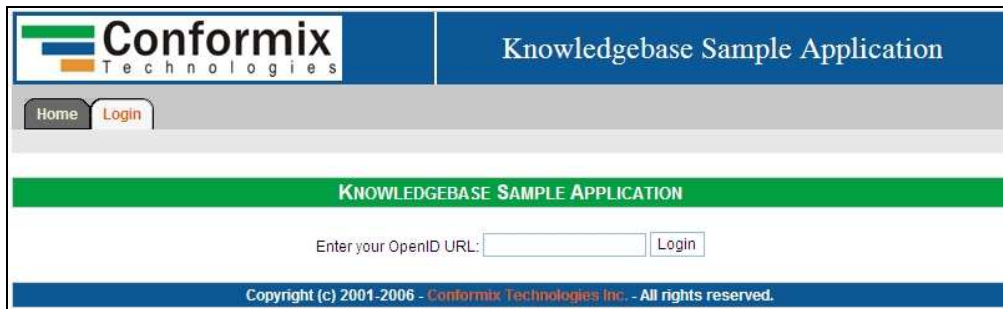 Conformix
Technologies
Knowledgebase Sample Application
Home Login
KNOWLEDGEBASE SAMPLE APPLICATION
Enter your OpenID URL: Login
Copyright (c) 2001-2006 - Conformix Technologies Inc. - All rights reserved.